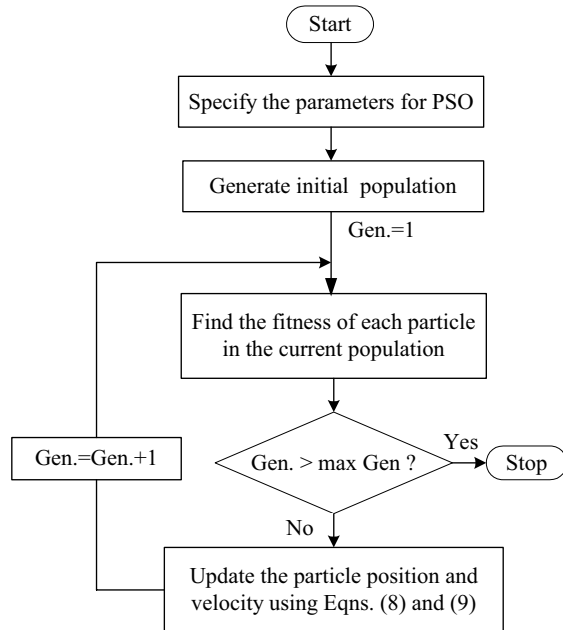 Start
Specify the parameters for PSO
Generate initial population
Gen.=1
Find the fitness of each particle
in the current population
Gen.=Gen.+1
Gen. > max Gen ?
Yes
Stop
No
Update the particle position and
velocity using Eqns. (8) and (9)